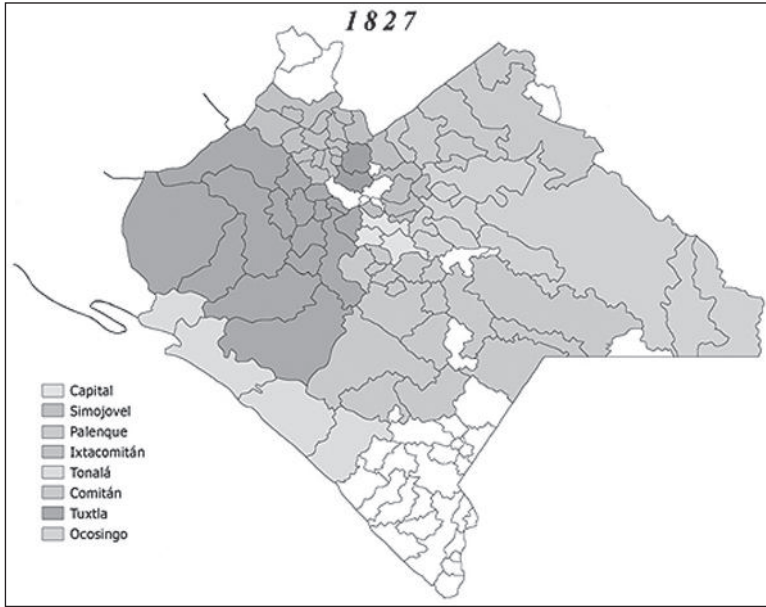 1827
Capital
Simojovel
Palenque
Ixtacomitán
Tonalá
Comitán
Tuxtla
Ocosingo